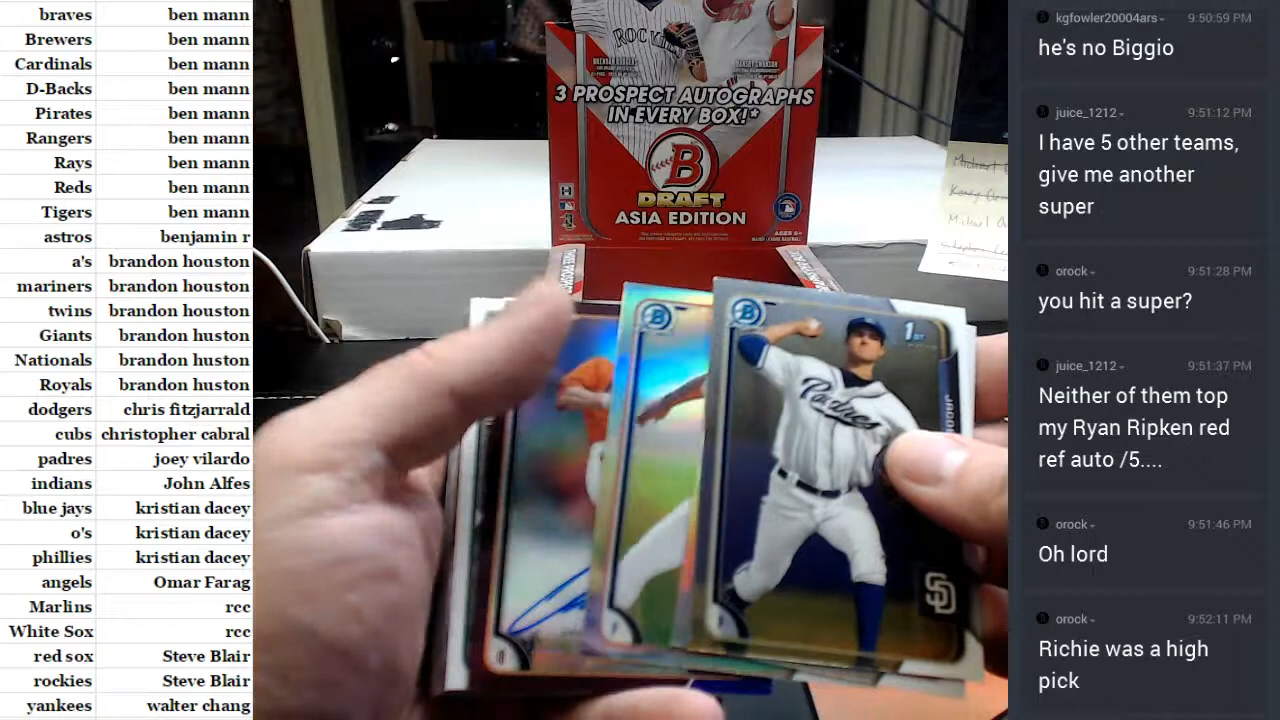 braves ben mann
Brewers ben mann
Cardinals ben mann
D-Backs ben mann
Pirates ben mann
Rangers ben mann
Rays ben mann
Reds ben mann
Tigers ben mann
astros benjamin r
a's brandon houston
mariners brandon houston
twins brandon houston
Giants brandon huston
Nationals brandon huston
Royals brandon huston
dodgers chris fitzjarrald
cubs christopher cabral
padres joey vilardo
indians John Alfes
blue jays kristian dacey
o's kristian dacey
phillies kristian dacey
angels Omar Farag
Marlins rcc
White Sox rcc
red sox Steve Blair
rockies Steve Blair
yankees walter chang
3 PROSPECT AUTOGRAPHS
IN EVERY BOX!*
B
DRAFT
ASIA EDITION
Michael
Michael
B
B
1ST
Padres
SD
kgfowler20004ars 9:50:59 PM
he's no Biggio
juice_1212 9:51:12 PM
I have 5 other teams,
give me another
super
orock 9:51:28 PM
you hit a super?
juice_1212 9:51:37 PM
Neither of them top
my Ryan Ripken red
ref auto /5....
orock 9:51:46 PM
Oh lord
orock 9:52:11 PM
Richie was a high
pick